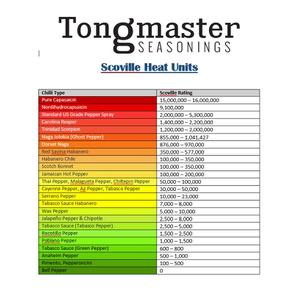 Tongmaster
SEASONINGS
Scoville Heat Units
Chilli Type Scoville Rating
Pure Capasaicin 15,000,000 – 16,000,000
Nordihydrocapsaicin 9,100,000
Standard US Grade Pepper Spray 2,000,000 – 5,300,000
Carolina Reaper 1,400,000 – 2,200,000
Trinidad Scorpion 1,200,000 – 2,000,000
Naga Jolokia (Ghost Pepper) 855,000 – 1,041,427
Dorset Naga 876,000 – 970,000
Red Savina Habanero 350,000 – 577,000
Habanero Chile 100,000 – 350,000
Scotch Bonnet 100,000 – 350,000
Jamaican Hot Pepper 100,000 – 200,000
Thai Pepper, Malagueta Pepper, Chiltepin Pepper 50,000 – 100,000
Cayenne Pepper, Aji Pepper, Tabasco Pepper 30,000 – 50,000
Serrano Pepper 10,000 – 23,000
Tabasco Sauce Habanero 7,000 – 8,000
Wax Pepper 5,000 – 10,000
Jalapeño Pepper & Chipotle 2,500 – 8,000
Tabasco Sauce (Tabasco Pepper) 2,500 – 5,000
Rocotillo Pepper 1,500 – 2,500
Poblano Pepper 1,000 – 1,500
Tabasco Sauce (Green Pepper) 600 – 800
Anaheim Pepper 500 – 1,000
Pimento, Pepperoncini 100 – 500
Bell Pepper 0